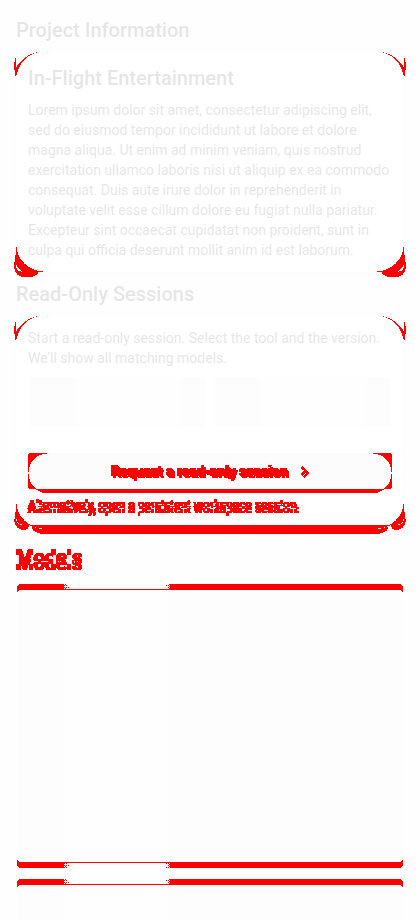 Project Information
In-Flight Entertainment
Lorem ipsum dolor sit amet, consectetur adipiscing elit,
sed do eiusmod tempor incididunt ut labore et dolore
magna aliqua. Ut enim ad minim veniam, quis nostrud
exercitation ullamco laboris nisi ut aliquip ex ea commodo
consequat. Duis aute irure dolor in reprehenderit in
voluptate velit esse cillum dolore eu fugiat nulla pariatur.
Excepteur sint occaecat cupidatat non proident, sunt in
culpa qui officia deserunt mollit anim id est laborum.
Read-Only Sessions
Start a read-only session. Select the tool and the version.
We'll show all matching models.
Request a read-only session
Alternatively, open a persistent workspace session.
Models